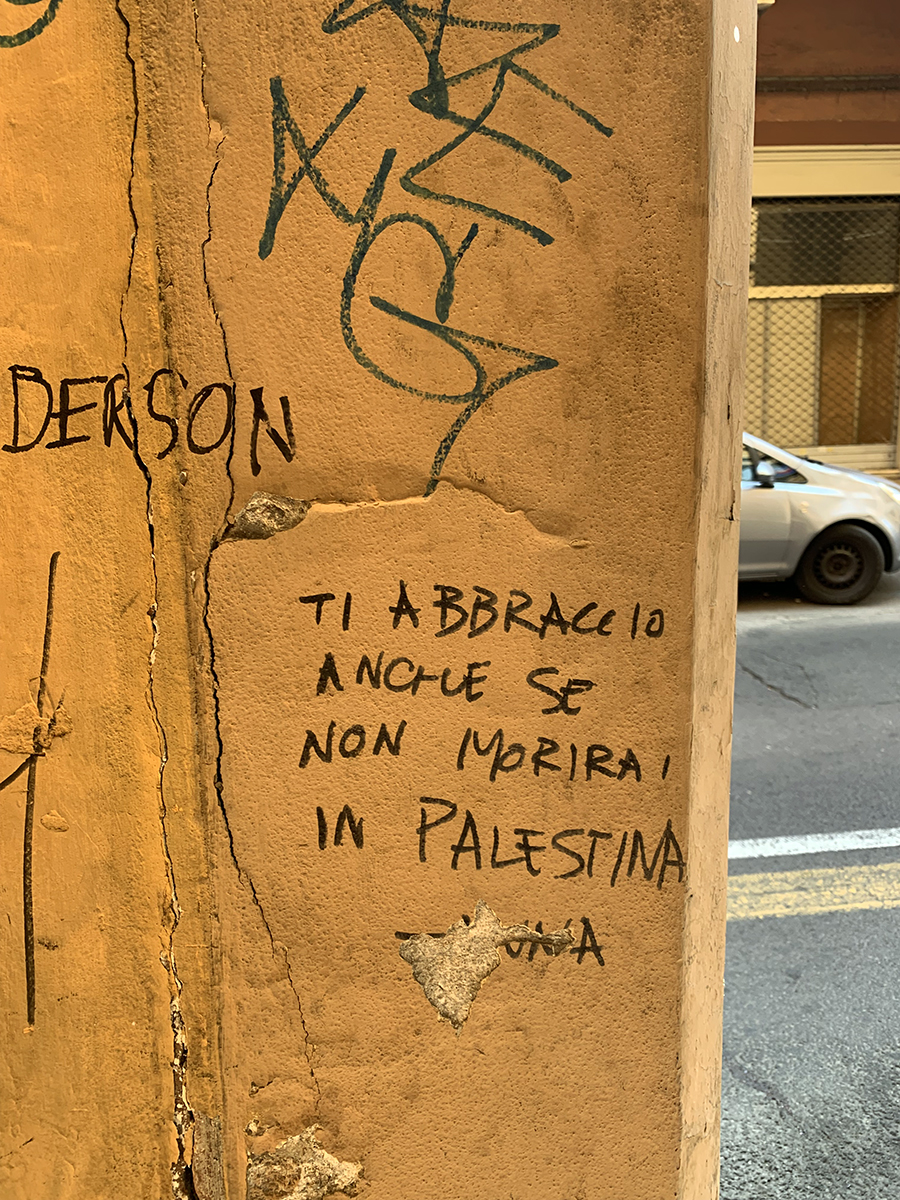 DERSON
TI ABBRACCIO
ANCHE SE
NON MORIRAI
IN PALESTINA